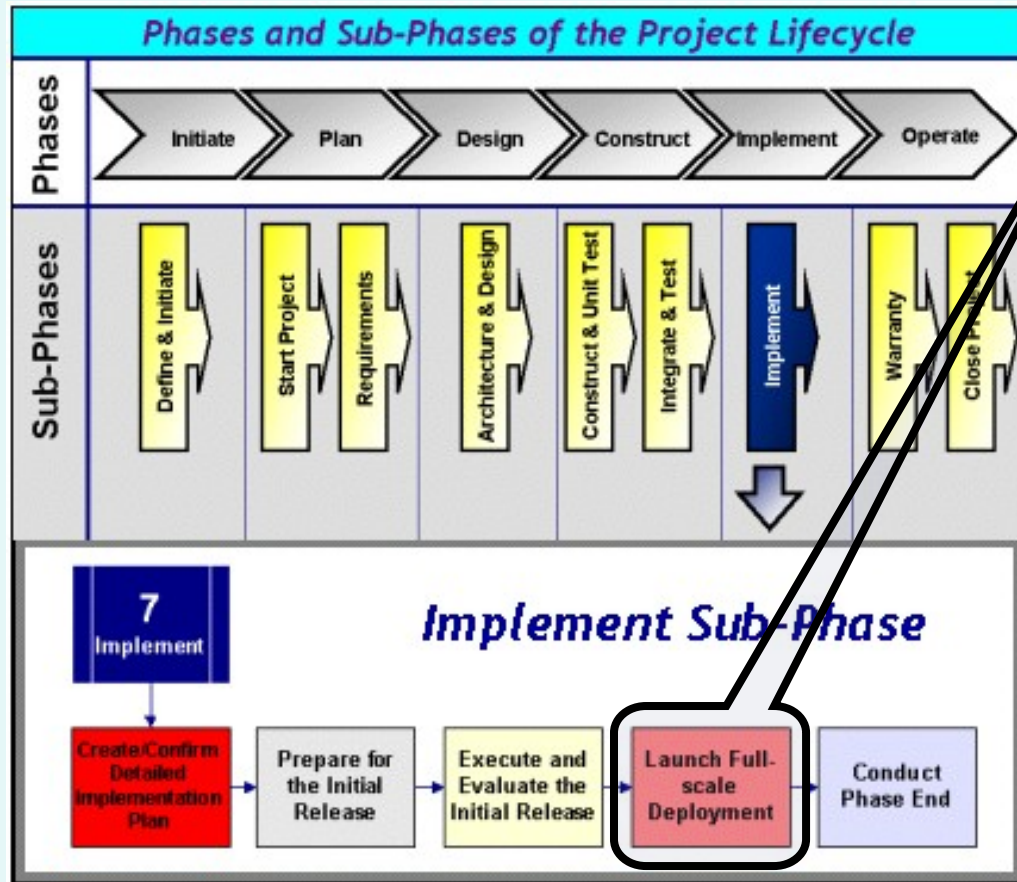 Phases and Sub-Phases of the Project Lifecycle
Phases
Initiate
Plan
Design
Construct
Implement
Operate
Sub-Phases
Define & Initiate
Start Project
Requirements
Architecture & Design
Construct & Unit Test
Integrate & Test
Implement
Warranty
Close Project
7
Implement
Implement Sub-Phase
Create/Confirm
Detailed
Implementation
Plan
Prepare for
the Initial
Release
Execute and
Evaluate the
Initial Release
Launch Full-
scale
Deployment
Conduct
Phase End